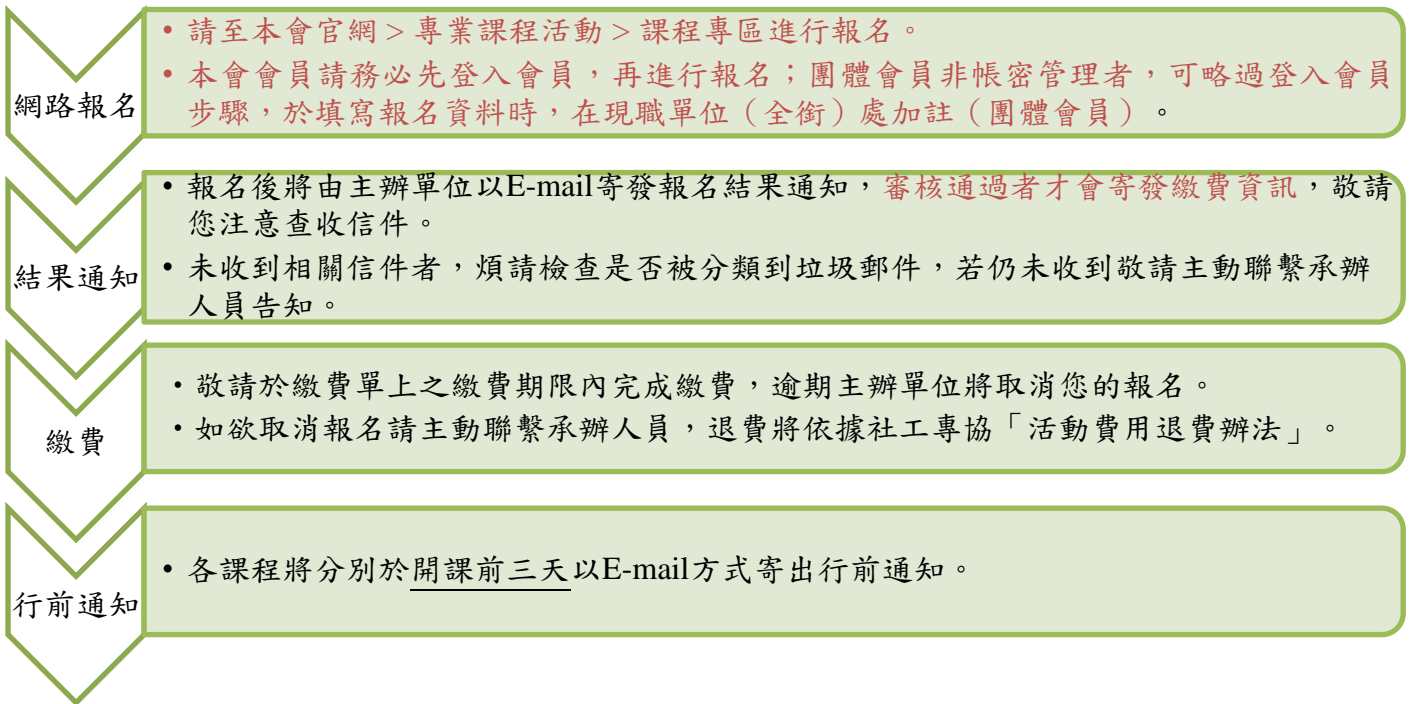 網路報名
•請至本會官網>專業課程活動>課程專區進行報名。
•本會會員請務必先登入會員，再進行報名；團體會員非帳密管理者，可略過登入會員
步驟，於填寫報名資料時，在現職單位（全銜）處加註（團體會員）。
結果通知
•報名後將由主辦單位以E-mail寄發報名結果通知，審核通過者才會寄發繳費資訊，敬請
您注意查收信件。
•未收到相關信件者，煩請檢查是否被分類到垃圾郵件，若仍未收到敬請主動聯繫承辦
人員告知。
繳費
•敬請於繳費單上之繳費期限內完成繳費，逾期主辦單位將取消您的報名。
•如欲取消報名請主動聯繫承辦人員，退費將依據社工專協「活動費用退費辦法」。
行前通知
•各課程將分別於開課前三天以E-mail方式寄出行前通知。